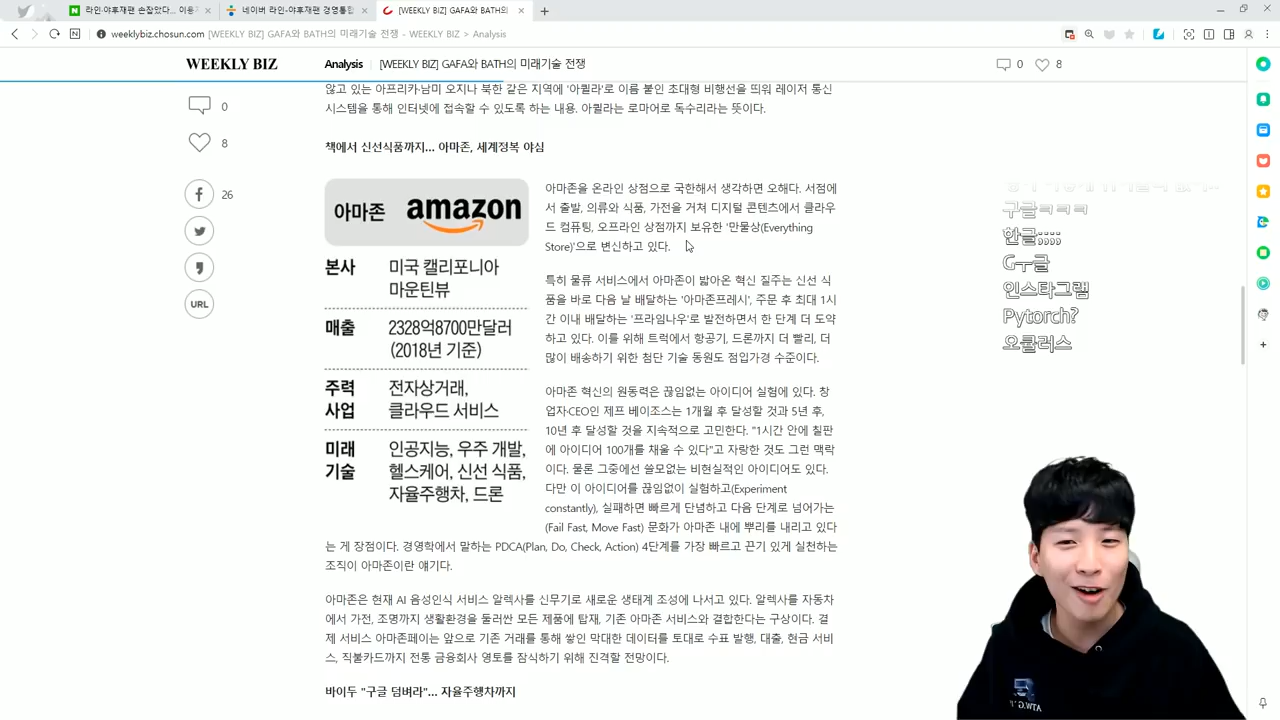 라인·야후재팬 손잡았다... 이용
네이버 라인-야후재팬 경영통합
[WEEKLY BIZ] GAFA와 BATH의
weeklybiz.chosun.com [WEEKLY BIZ] GAFA와 BATH의 미래기술 전쟁 - WEEKLY BIZ > Analysis
WEEKLY BIZ
Analysis
[WEEKLY BIZ] GAFA와 BATH의 미래기술 전쟁
0
8
않고 있는 아프리카·남미 오지나 북한 같은 지역에 '아퀼라'로 이름 붙인 초대형 비행선을 띄워 레이저 통신
시스템을 통해 인터넷에 접속할 수 있도록 하는 내용. 아퀼라는 로마어로 독수리라는 뜻이다.
0
8
26
URL
책에서 신선식품까지... 아마존, 세계정복 야심
아마존 amazon
본사 미국 캘리포니아
마운틴뷰
매출 2328억8700만달러
(2018년 기준)
주력 전자상거래,
사업 클라우드 서비스
미래 인공지능, 우주 개발,
기술 헬스케어, 신선 식품,
자율주행차, 드론
아마존을 온라인 상점으로 국한해서 생각하면 오해다. 서점에
서 출발, 의류와 식품, 가전을 거쳐 디지털 콘텐츠에서 클라우
드 컴퓨팅, 오프라인 상점까지 보유한 '만물상(Everything
Store)'으로 변신하고 있다.
특히 물류 서비스에서 아마존이 밟아온 혁신 질주는 신선 식
품을 바로 다음 날 배달하는 '아마존프레시', 주문 후 최대 1시
간 이내 배달하는 '프라임나우'로 발전하면서 한 단계 더 도약
하고 있다. 이를 위해 트럭에서 항공기, 드론까지 더 빨리, 더
많이 배송하기 위한 첨단 기술 동원도 점입가경 수준이다.
아마존 혁신의 원동력은 끊임없는 아이디어 실험에 있다. 창
업자·CEO인 제프 베이조스는 1개월 후 달성할 것과 5년 후,
10년 후 달성할 것을 지속적으로 고민한다. "1시간 안에 칠판
에 아이디어 100개를 채울 수 있다"고 자랑한 것도 그런 맥락
이다. 물론 그중에선 쓸모없는 비현실적인 아이디어도 있다.
다만 이 아이디어를 끊임없이 실험하고(Experiment
constantly), 실패하면 빠르게 단념하고 다음 단계로 넘어가는
(Fail Fast, Move Fast) 문화가 아마존 내에 뿌리를 내리고 있다
는 게 장점이다. 경영학에서 말하는 PDCA(Plan, Do, Check, Action) 4단계를 가장 빠르고 끈기 있게 실천하는
조직이 아마존이란 얘기다.
아마존은 현재 AI 음성인식 서비스 알렉사를 신무기로 새로운 생태계 조성에 나서고 있다. 알렉사를 자동차
에서 가전, 조명까지 생활환경을 둘러싼 모든 제품에 탑재, 기존 아마존 서비스와 결합한다는 구상이다. 결
제 서비스 아마존페이는 앞으로 기존 거래를 통해 쌓인 막대한 데이터를 토대로 수표 발행, 대출, 현금 서비
스, 직불카드까지 전통 금융회사 영토를 잠식하기 위해 진격할 전망이다.
바이두 "구글 덤벼라"... 자율주행차까지
구글ㅋㅋㅋ
한글;;;;
Gㅜ글
인스타그램
Pytorch?
오큘러스